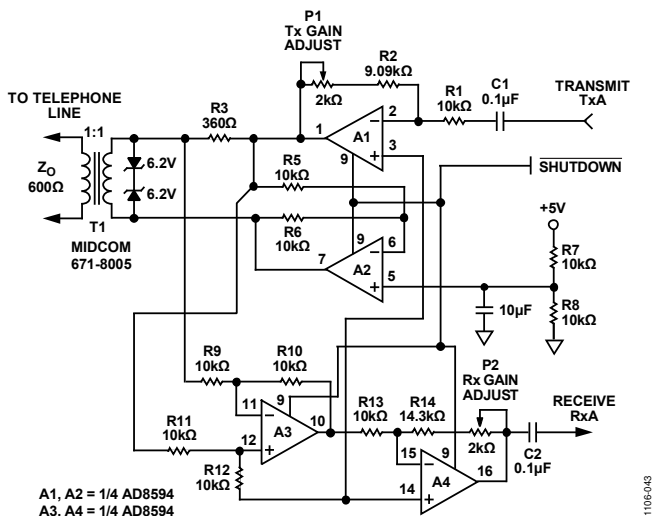 P1
Tx GAIN
ADJUST
2kΩ
R2
9.09kΩ
R1
10kΩ
C1
0.1µF
TRANSMIT
TxA
TO TELEPHONE
LINE
1:1
R3
360Ω
1
A1
2
3
9
ZO
600Ω
6.2V
6.2V
T1
MIDCOM
671-8005
R5
10kΩ
R6
10kΩ
SHUTDOWN
+5V
R7
10kΩ
R8
10kΩ
7
A2
9
6
5
10µF
R9
10kΩ
R10
10kΩ
11
9
10
A3
12
R11
10kΩ
R12
10kΩ
R13
10kΩ
R14
14.3kΩ
P2
Rx GAIN
ADJUST
2kΩ
RECEIVE
RxA
C2
0.1µF
15
9
16
A4
14
A1, A2 = 1/4 AD8594
A3, A4 = 1/4 AD8594
1106-043